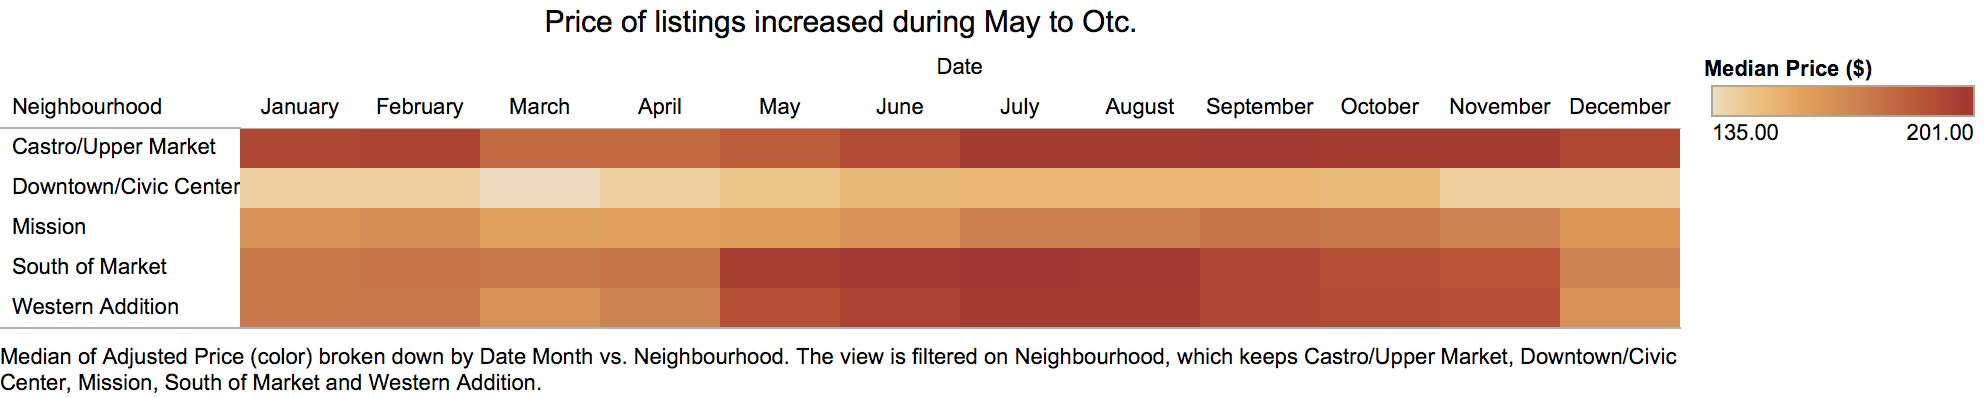 Price of listings increased during May to Otc.
Date
Median Price ($)
Neighbourhood January February March April May June July August September October November December
135.00 201.00
Castro/Upper Market
Downtown/Civic Center
Mission
South of Market
Western Addition
Median of Adjusted Price (color) broken down by Date Month vs. Neighbourhood. The view is filtered on Neighbourhood, which keeps Castro/Upper Market, Downtown/Civic
Center, Mission, South of Market and Western Addition.